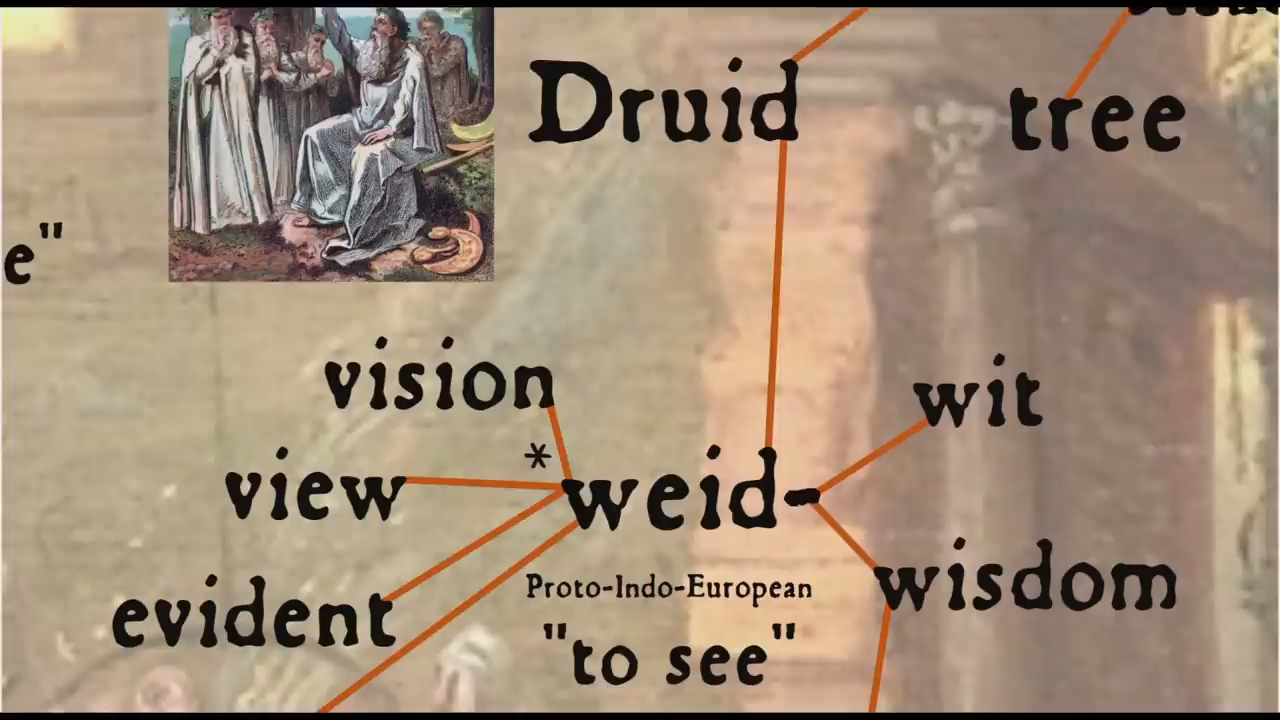 Druid
tree
e"
vision
wit
view
*weid-
wisdom
Proto-Indo-European
evident
"to see"